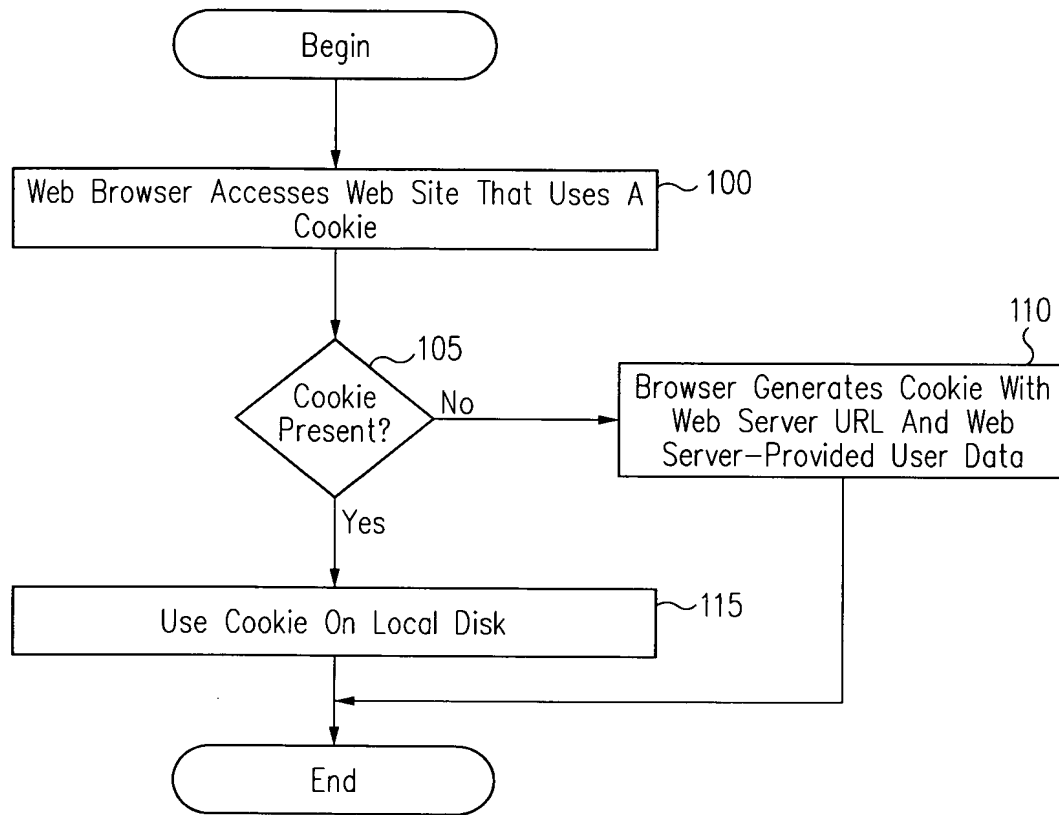 Begin
Web Browser Accesses Web Site That Uses A
Cookie
100
105
Cookie
Present?
No
110
Browser Generates Cookie With
Web Server URL And Web
Server-Provided User Data
Yes
Use Cookie On Local Disk
115
End